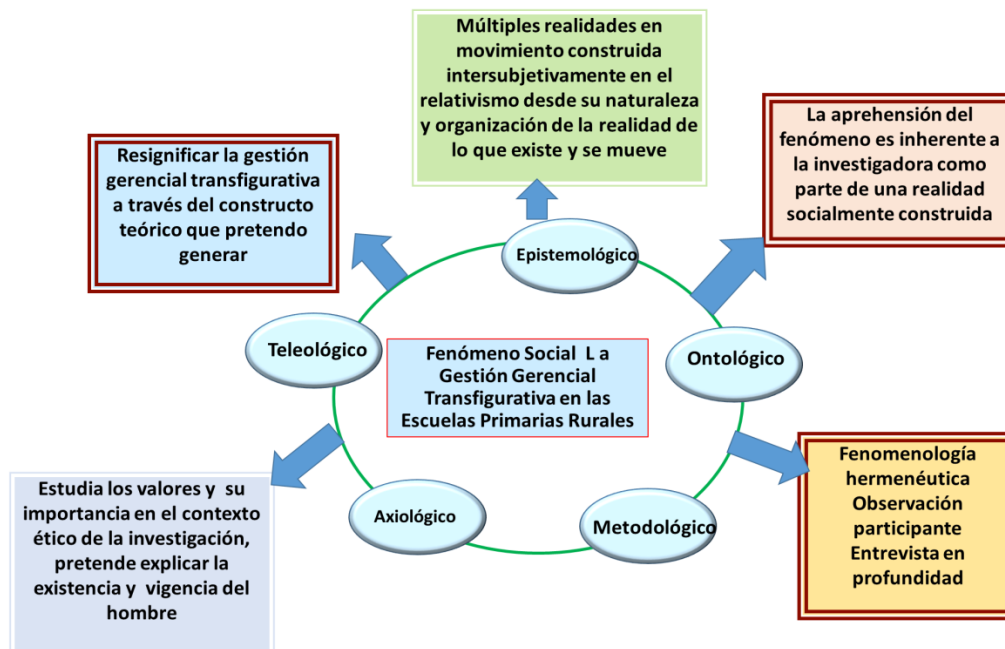 Múltiples realidades en
movimiento construida
intersubjetivamente en el
relativismo desde su naturaleza
y organización de la realidad de
lo que existe y se mueve
La aprehensión del
fenómeno es inherente a
la investigadora como
parte de una realidad
socialmente construida
Resignificar la gestión
gerencial transfigurativa
a través del constructo
teórico que pretendo
generar
Epistemológico
Teleológico
Ontológico
Fenómeno Social L a
Gestión Gerencial
Transfigurativa en las
Escuelas Primarias Rurales
Fenomenología
hermenéutica
Observación
participante
Entrevista en
profundidad
Estudia los valores y su
importancia en el contexto
ético de la investigación,
pretende explicar la
existencia y vigencia del
hombre
Axiológico
Metodológico